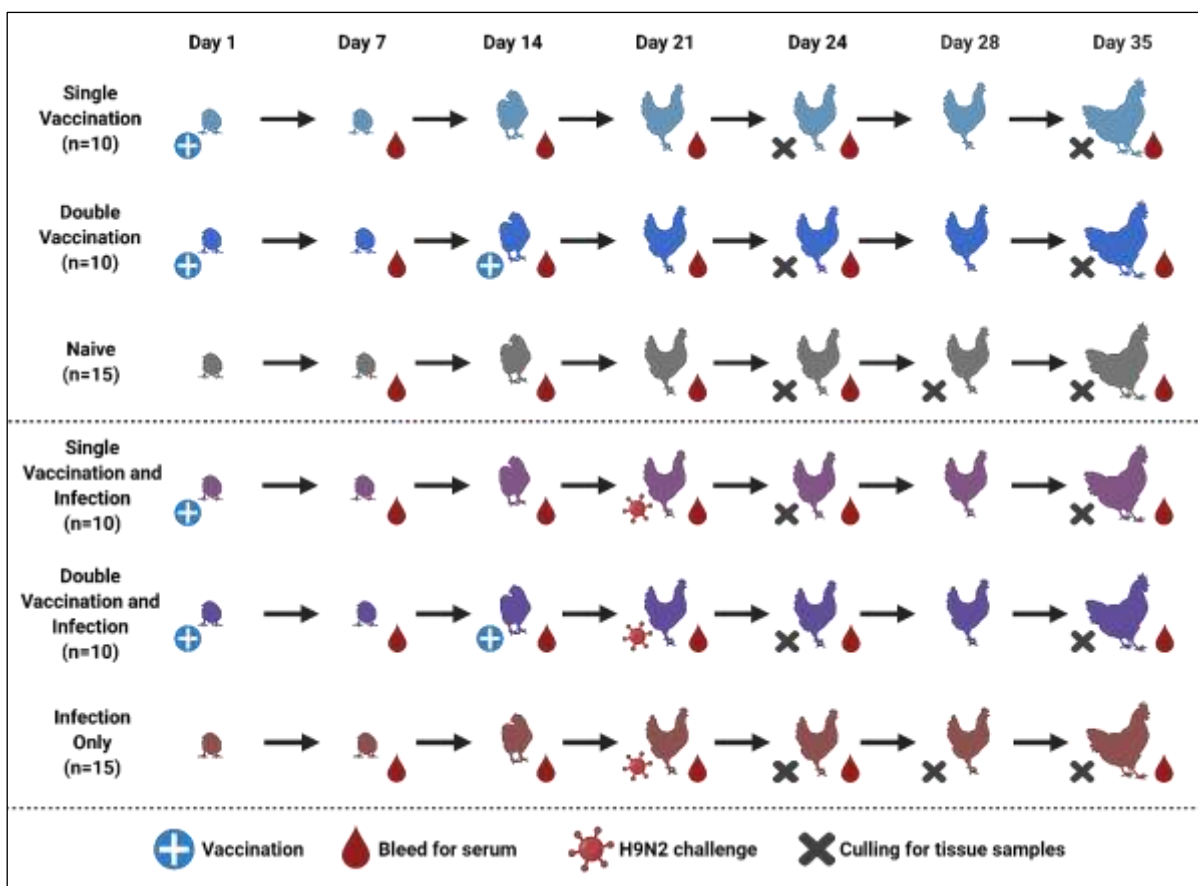 Day 1 Day 7 Day 14 Day 21 Day 24 Day 28 Day 35
Single
Vaccination
(n=10)
Double
Vaccination
(n=10)
Naive
(n=15)
Single
Vaccination and
Infection
(n=10)
Double
Vaccination and
Infection
(n=10)
Infection
Only
(n=15)
Vaccination Bleed for serum H9N2 challenge Culling for tissue samples